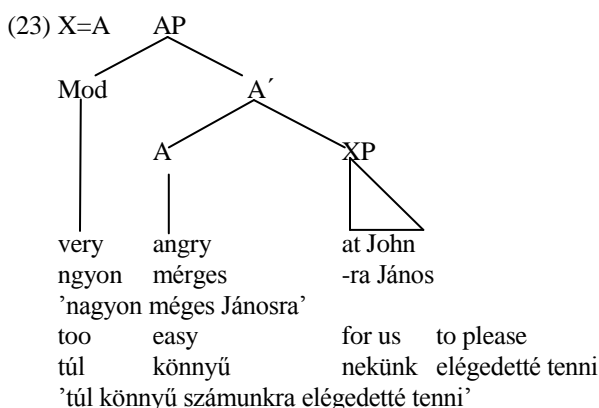 (23) X=A AP
Mod A´
A XP
very angry at John
ngyon mérges -ra János
'nagyon méges Jánosra’
too easy for us to please
túl könnyű nekünk elégedetté tenni
'túl könnyű számunkra elégedetté tenni’